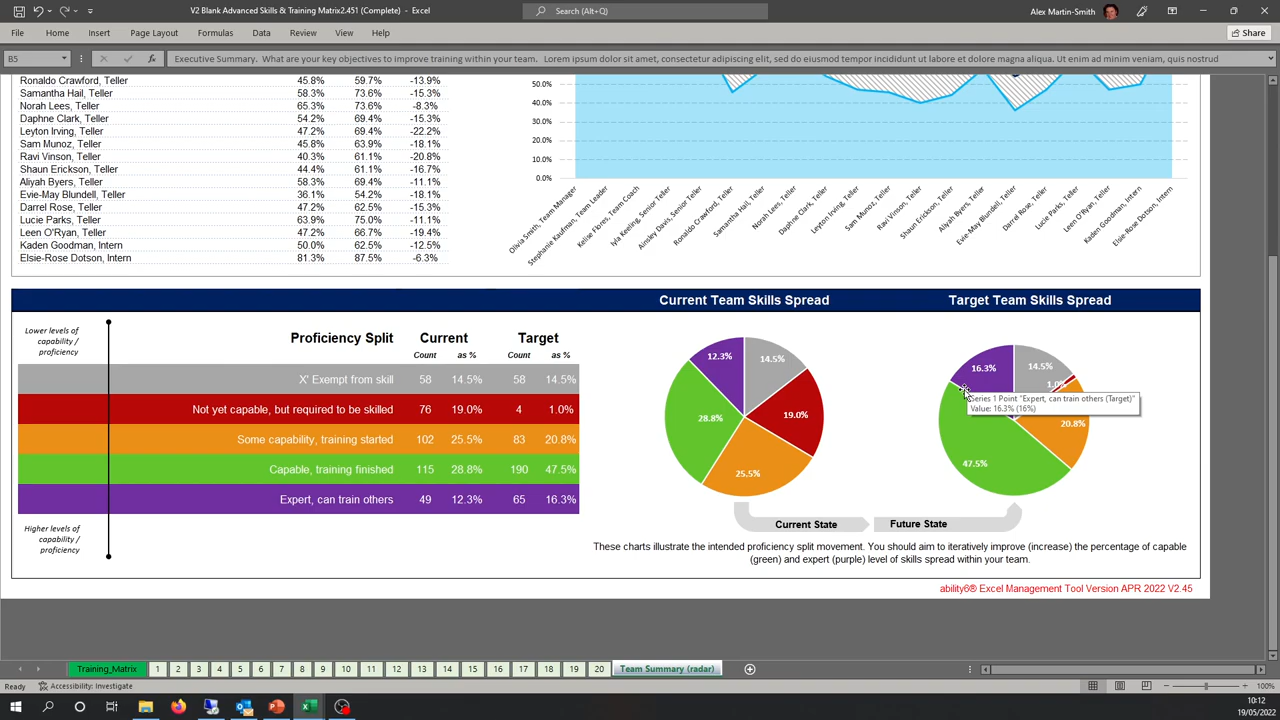 V2 Blank Advanced Skills & Training Matrix2.451 (Complete) - Excel
Search (Alt+Q)
Alex Martin-Smith
File Home Insert Page Layout Formulas Data Review View Help
Share
B5
fx
Executive Summary. What are your key objectives to improve training within your team. Lorem ipsum dolor sit amet, consectetur adipiscing elit, sed do eiusmod tempor incididunt ut labore et dolore magna aliqua. Ut enim ad minim veniam, quis nostrud
Ronaldo Crawford, Teller 45.8% 59.7% -13.9%
Samantha Hail, Teller 58.3% 73.6% -15.3%
Norah Lees, Teller 65.3% 73.6% -8.3%
Daphne Clark, Teller 54.2% 69.4% -15.3%
Leyton Irving, Teller 47.2% 69.4% -22.2%
Sam Munoz, Teller 45.8% 63.9% -18.1%
Ravi Vinson, Teller 40.3% 61.1% -20.8%
Shaun Erickson, Teller 44.4% 61.1% -16.7%
Aliyah Byers, Teller 58.3% 69.4% -11.1%
Evie-May Blundell, Teller 36.1% 54.2% -18.1%
Darrel Rose, Teller 47.2% 62.5% -15.3%
Lucie Parks, Teller 63.9% 75.0% -11.1%
Leen O'Ryan, Teller 47.2% 66.7% -19.4%
Kaden Goodman, Intern 50.0% 62.5% -12.5%
Elsie-Rose Dotson, Intern 81.3% 87.5% -6.3%
50.0%
40.0%
30.0%
20.0%
10.0%
0.0%
Olivia Smith, Team Manager
Stephanie Kaufman, Team Leader
Kelise Flores, Team Coach
Iyla Keeling, Senior Teller
Ainsley Davis, Senior Teller
Ronaldo Crawford, Teller
Samantha Hail, Teller
Norah Lees, Teller
Daphne Clark, Teller
Leyton Irving, Teller
Sam Munoz, Teller
Ravi Vinson, Teller
Shaun Erickson, Teller
Aliyah Byers, Teller
Evie-May Blundell, Teller
Darrel Rose, Teller
Lucie Parks, Teller
Leen O'Ryan, Teller
Kaden Goodman, Intern
Elsie-Rose Dotson, Intern
Current Team Skills Spread
Target Team Skills Spread
Lower levels of
capability /
proficiency
Proficiency Split Current Target
Count as % Count as %
X' Exempt from skill 58 14.5% 58 14.5%
Not yet capable, but required to be skilled 76 19.0% 4 1.0%
Some capability, training started 102 25.5% 83 20.8%
Capable, training finished 115 28.8% 190 47.5%
Expert, can train others 49 12.3% 65 16.3%
Higher levels of
capability /
proficiency
12.3%
14.5%
19.0%
28.8%
25.5%
16.3%
14.5%
1.0%
Series 1 Point "Expert, can train others (Target)"
Value: 16.3% (16%)
20.8%
47.5%
Current State
Future State
These charts illustrate the intended proficiency split movement. You should aim to iteratively improve (increase) the percentage of capable
(green) and expert (purple) level of skills spread within your team.
ability6® Excel Management Tool Version APR 2022 V2.45
Training_Matrix 1 2 3 4 5 6 7 8 9 10 11 12 13 14 15 16 17 18 19 20 Team Summary (radar)
Ready
Accessibility: Investigate
100%
10:12
19/05/2022